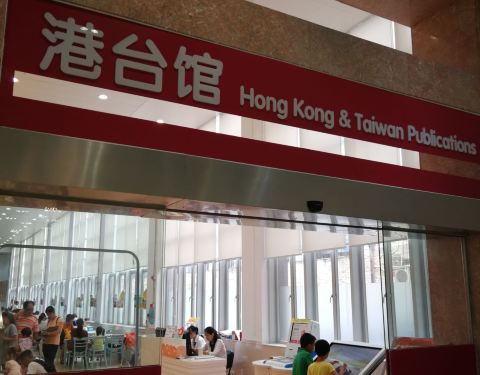 港台馆
Hong Kong & Taiwan Publications